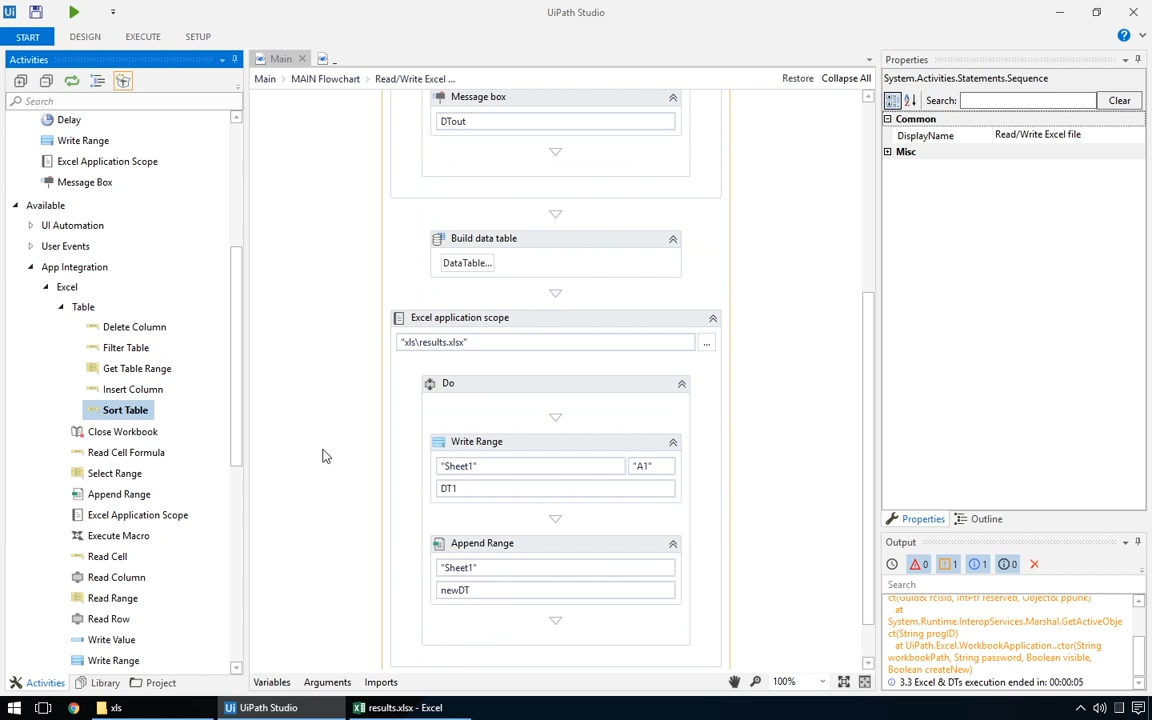 Ui
UiPath Studio
START
DESIGN
EXECUTE
SETUP
Activities
Search
Delay
Write Range
Excel Application Scope
Message Box
Available
UI Automation
User Events
App Integration
Excel
Table
Delete Column
Filter Table
Get Table Range
Insert Column
Sort Table
Close Workbook
Read Cell Formula
Select Range
Append Range
Excel Application Scope
Execute Macro
Read Cell
Read Column
Read Range
Read Row
Write Value
Write Range
Activities Library Project
Main
Main MAIN Flowchart Read/Write Excel ...
Restore Collapse All
Message box
DTout
Build data table
DataTable...
Excel application scope
"xls\results.xlsx"
...
Do
Write Range
"Sheet1" "A1"
DT1
Append Range
"Sheet1"
newDT
Variables Arguments Imports
100%
Properties
System.Activities.Statements.Sequence
Search: Clear
Common
DisplayName Read/Write Excel file
Misc
Properties Outline
Output
0 1 1 0
Search
ct(Guid& rclsid, IntPtr reserved, Object& ppunk)
at
System.Runtime.InteropServices.Marshal.GetActiveObje
ct(String progID)
at UiPath.Excel.WorkbookApplication..ctor(String
workbookPath, String password, Boolean visible,
Boolean createNew)
3.3 Excel & DTs execution ended in: 00:00:05
xls
UiPath Studio
results.xlsx - Excel